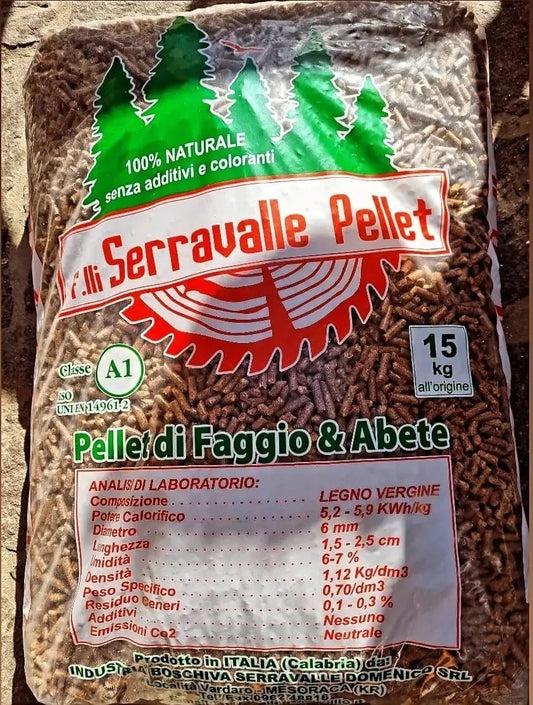 100% NATURALE
senza additivi e coloranti
F.lli Serravalle Pellet
Classe A1
ISO
UNI EN 14961-2
15
kg
all'origine
Pellet di Faggio & Abete
ANALISI DI LABORATORIO:
Composizione .................... LEGNO VERGINE
Potere Calorifico .................... 5,2 - 5,9 KWh/kg
Diametro .................... 6 mm
Lunghezza .................... 1,5 - 2,5 cm
Umidità .................... 6-7 %
Densità .................... 1,12 Kg/dm3
Peso Specifico .................... 0,70/dm3
Residuo Ceneri .................... 0,1 - 0,3 %
Additivi .................... Nessuno
Emissioni Co2 .................... Neutrale
Prodotto in ITALIA (Calabria) da:
INDUSTRIA BOSCHIVA SERRAVALLE DOMENICO SRL
Località Vardaro - MESORACA (KR)